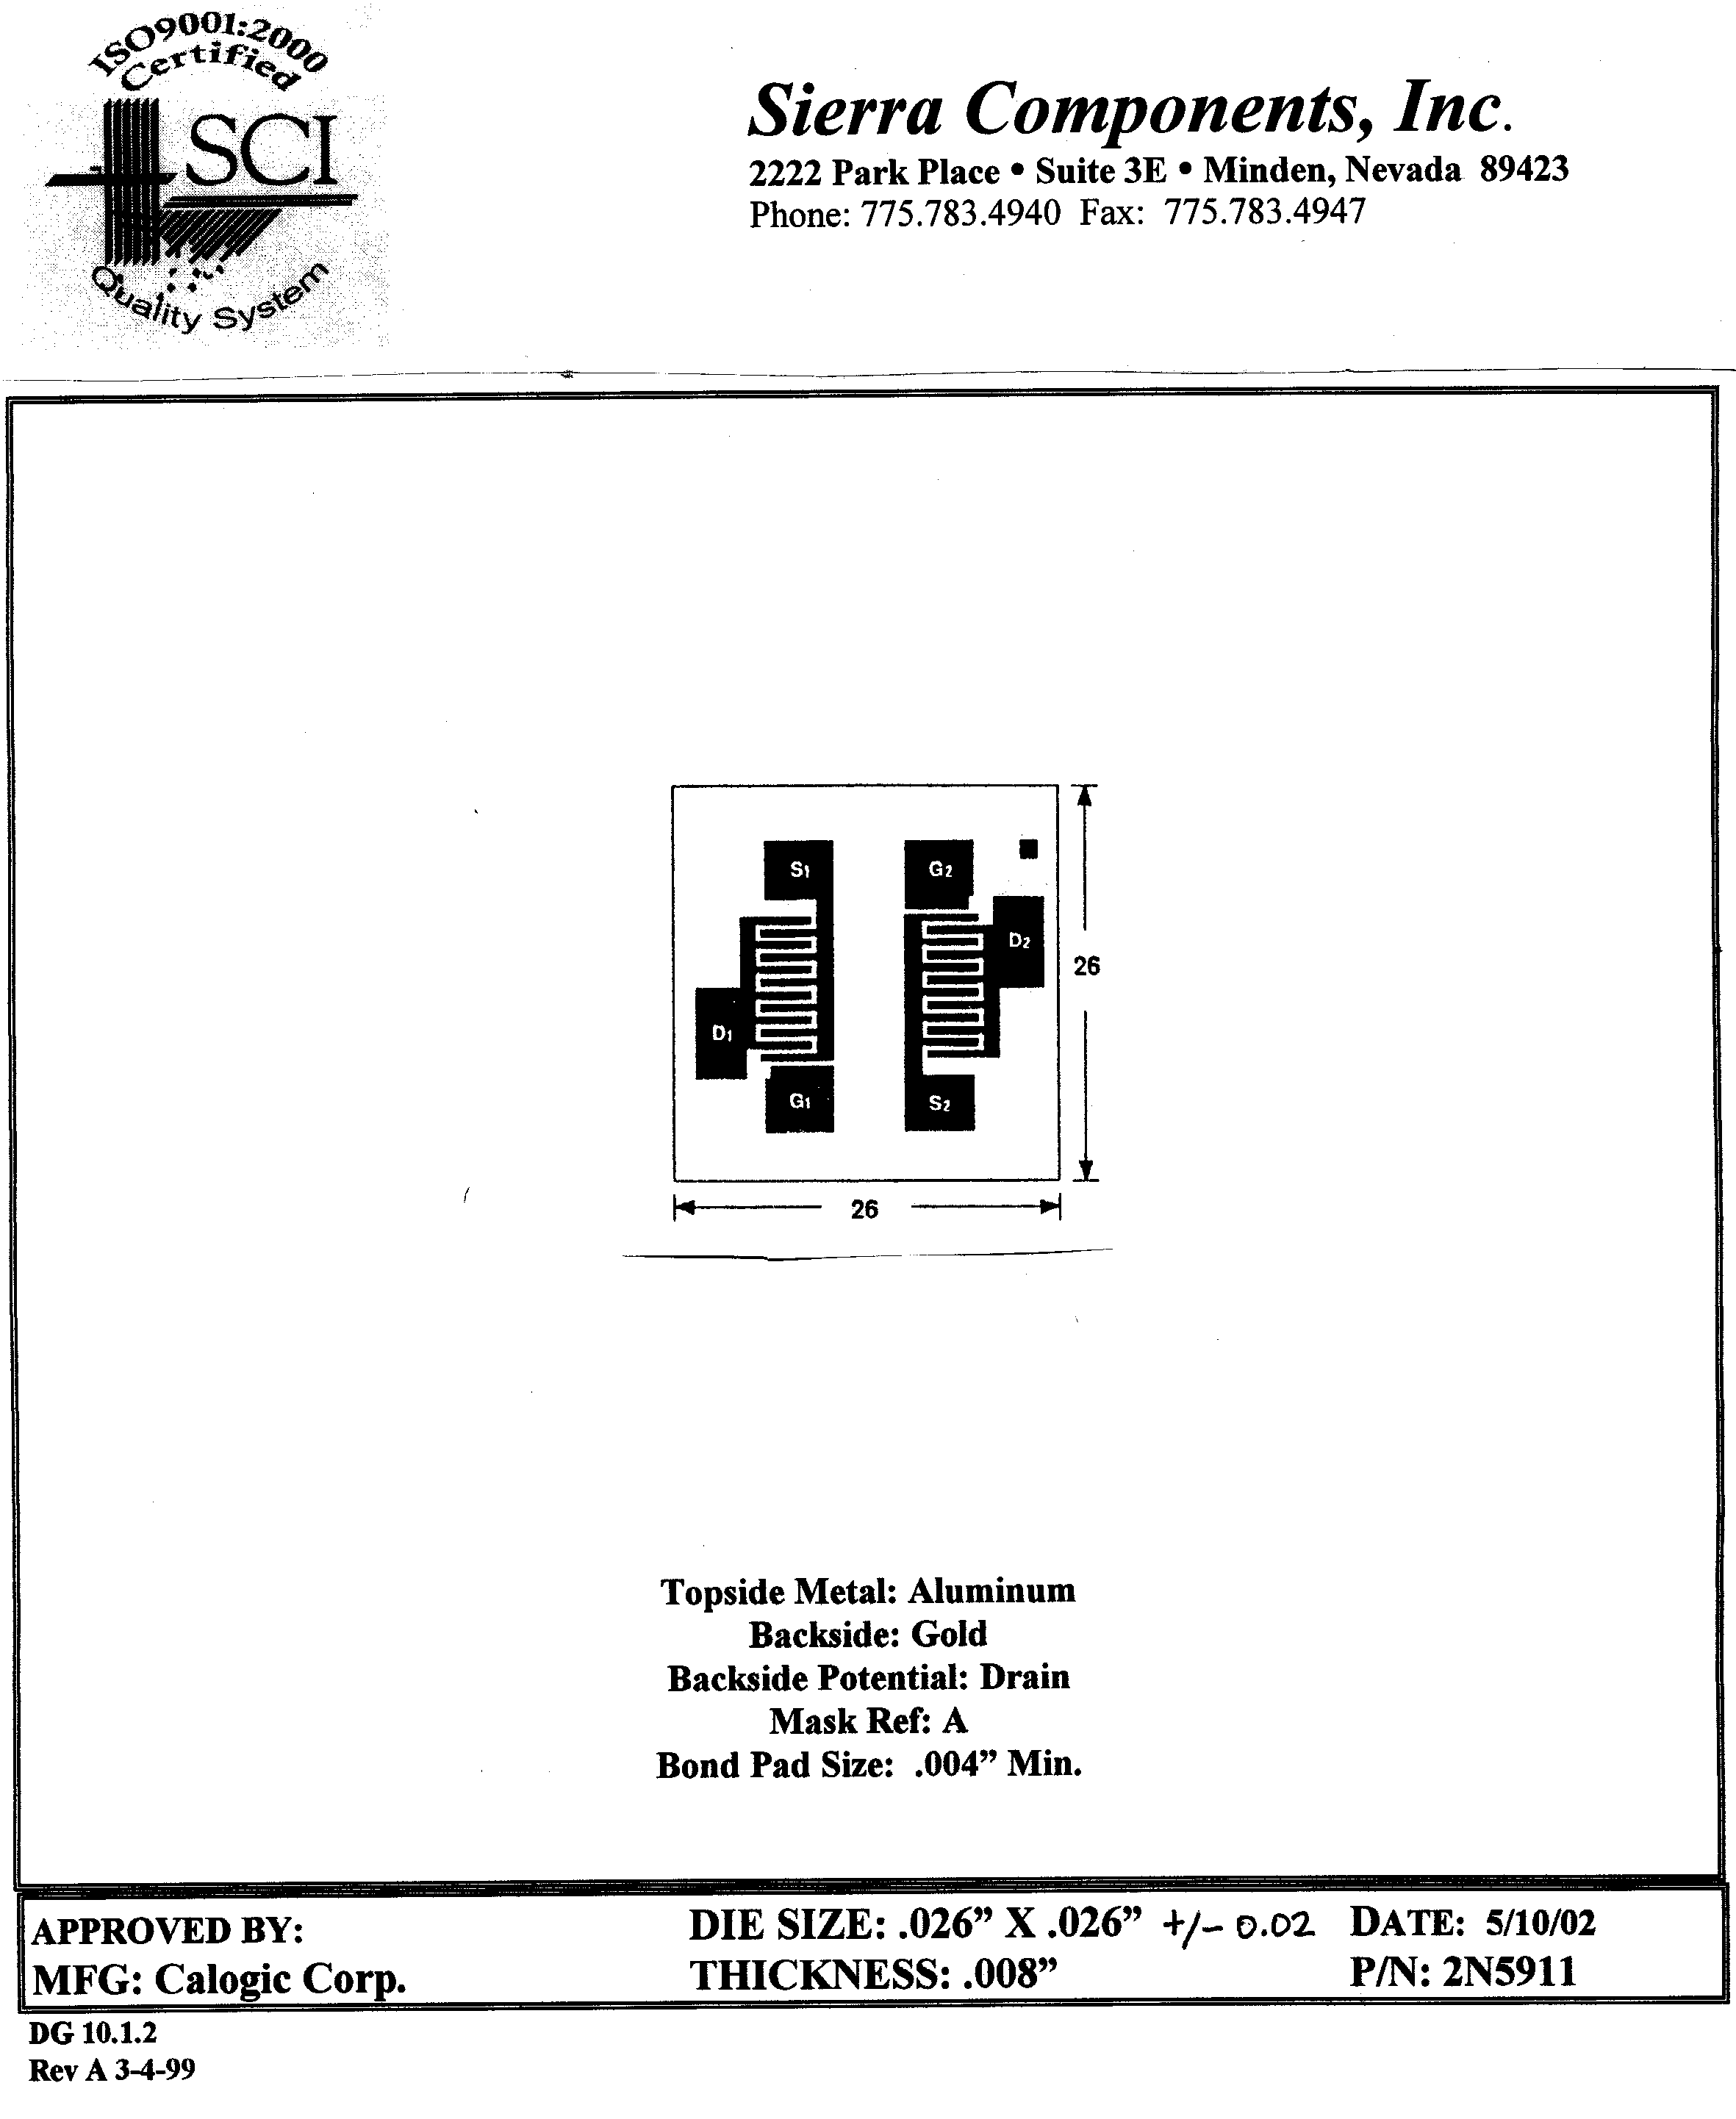 ISO9001:2000
Certified
SCI
Quality System
Sierra Components, Inc.
2222 Park Place • Suite 3E • Minden, Nevada 89423
Phone: 775.783.4940 Fax: 775.783.4947
S1
G2
D2
26
D1
G1
S2
26
Topside Metal: Aluminum
Backside: Gold
Backside Potential: Drain
Mask Ref: A
Bond Pad Size: .004” Min.
APPROVED BY:
DIE SIZE: .026” X .026” +/- 0.02
DATE: 5/10/02
MFG: Calogic Corp.
THICKNESS: .008”
P/N: 2N5911
DG 10.1.2
Rev A 3-4-99